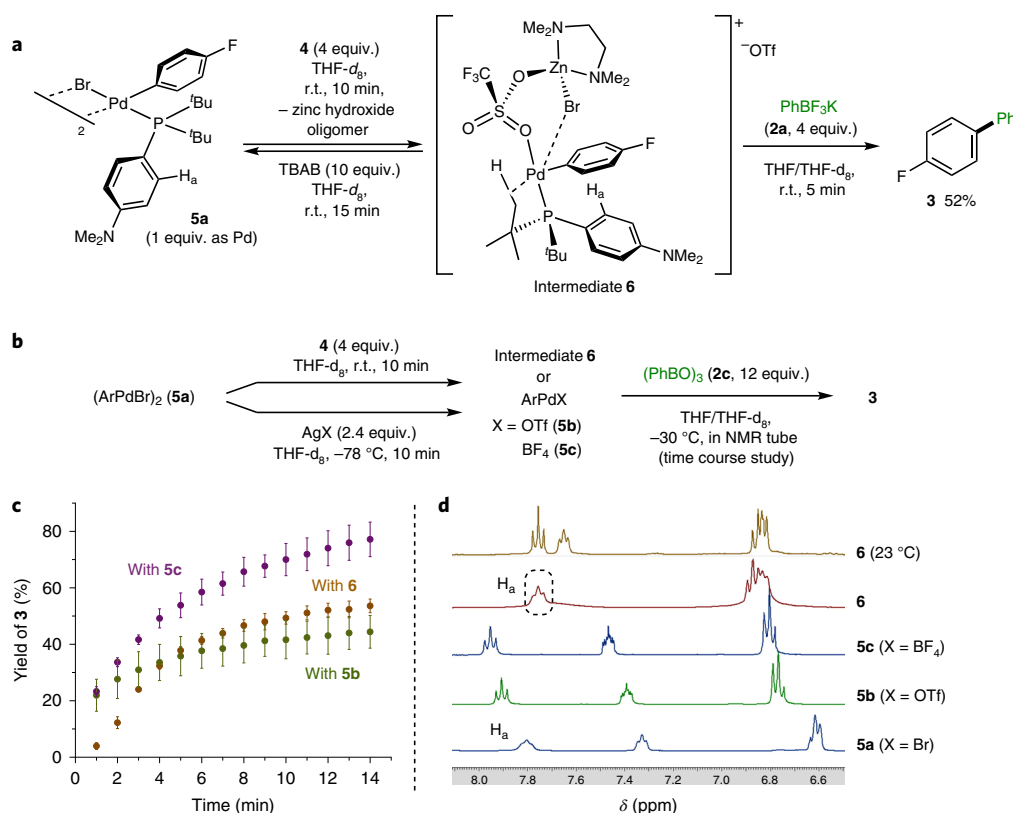 a
Br
Pd
F
2
P
tBu
tBu
Ha
Me2N
5a
(1 equiv. as Pd)
4 (4 equiv.)
THF-d8,
r.t., 10 min,
– zinc hydroxide
oligomer
TBAB (10 equiv.)
THF-d8,
r.t., 15 min
Me2N
Zn
NMe2
F3C
O
Br
S
O
O
F
H
Pd
Ha
P
tBu
NMe2
Intermediate 6
+
–OTf
PhBF3K
(2a, 4 equiv.)
THF/THF-d8,
r.t., 5 min
Ph
F
3 52%
b
(ArPdBr)2 (5a)
4 (4 equiv.)
THF-d8, r.t., 10 min
AgX (2.4 equiv.)
THF-d8, –78 °C, 10 min
Intermediate 6
or
ArPdX
X = OTf (5b)
BF4 (5c)
(PhBO)3 (2c, 12 equiv.)
THF/THF-d8,
–30 °C, in NMR tube
(time course study)
3
c
Yield of 3 (%)
80
60
40
20
0
With 5c
With 6
With 5b
0 2 4 6 8 10 12 14
Time (min)
d
6 (23 °C)
Ha
6
5c (X = BF4)
5b (X = OTf)
Ha
5a (X = Br)
8.0 7.8 7.6 7.4 7.2 7.0 6.8 6.6
δ (ppm)